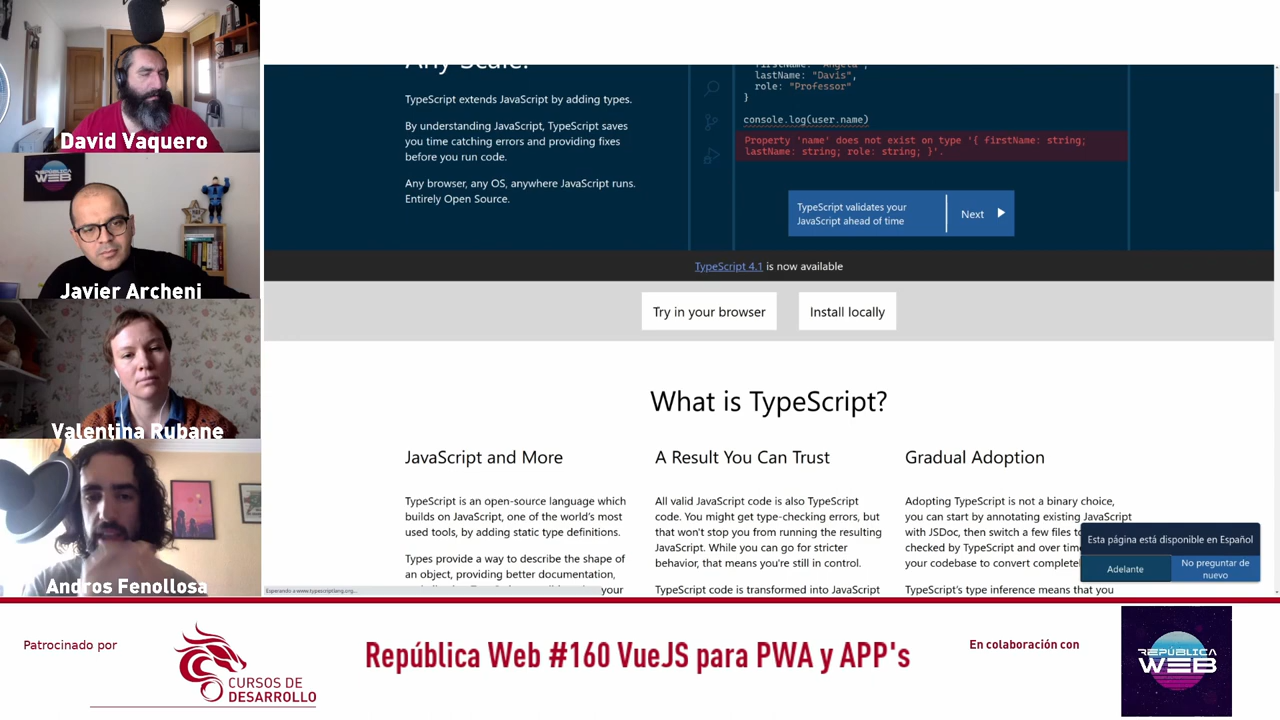 David Vaquero
REPÚBLICA
WEB
Javier Archeni
Valentina Rubane
Andros Fenollosa
Any Scale.
TypeScript extends JavaScript by adding types.
By understanding JavaScript, TypeScript saves
you time catching errors and providing fixes
before you run code.
Any browser, any OS, anywhere JavaScript runs.
Entirely Open Source.
firstName: "Angela",
lastName: "Davis",
role: "Professor"
}
console.log(user.name)
Property 'name' does not exist on type '{ firstName: string;
lastName: string; role: string; }'.
TypeScript validates your
JavaScript ahead of time
Next
TypeScript 4.1 is now available
Try in your browser
Install locally
What is TypeScript?
JavaScript and More
TypeScript is an open-source language which
builds on JavaScript, one of the world's most
used tools, by adding static type definitions.
Types provide a way to describe the shape of
an object, providing better documentation,
your
A Result You Can Trust
All valid JavaScript code is also TypeScript
code. You might get type-checking errors, but
that won't stop you from running the resulting
JavaScript. While you can go for stricter
behavior, that means you're still in control.
TypeScript code is transformed into JavaScript
Gradual Adoption
Adopting TypeScript is not a binary choice,
you can start by annotating existing JavaScript
with JSDoc, then switch a few files to
checked by TypeScript and over time
your codebase to convert complete
TypeScript's type inference means that you
Esta página está disponible en Español
Adelante
No preguntar de
nuevo
Esperando a www.typescriptlang.org...
Patrocinado por
CURSOS DE
DESARROLLO
República Web #160 VueJS para PWA y APP's
En colaboración con
REPÚBLICA
WEB